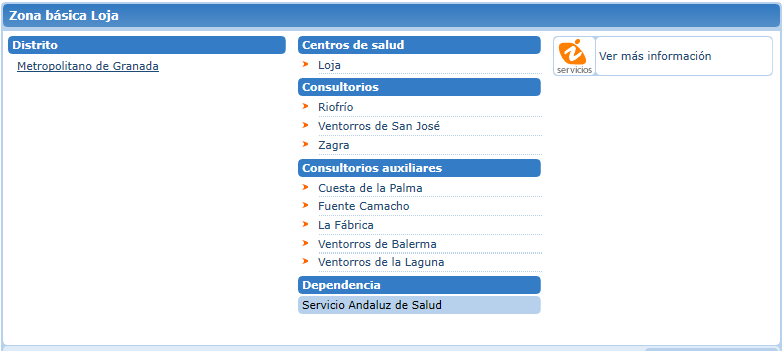 Zona básica Loja
Distrito
Metropolitano de Granada
Centros de salud
Loja
Consultorios
Riofrío
Ventorros de San José
Zagra
Consultorios auxiliares
Cuesta de la Palma
Fuente Camacho
La Fábrica
Ventorros de Balerma
Ventorros de la Laguna
Dependencia
Servicio Andaluz de Salud
servicios
Ver más información